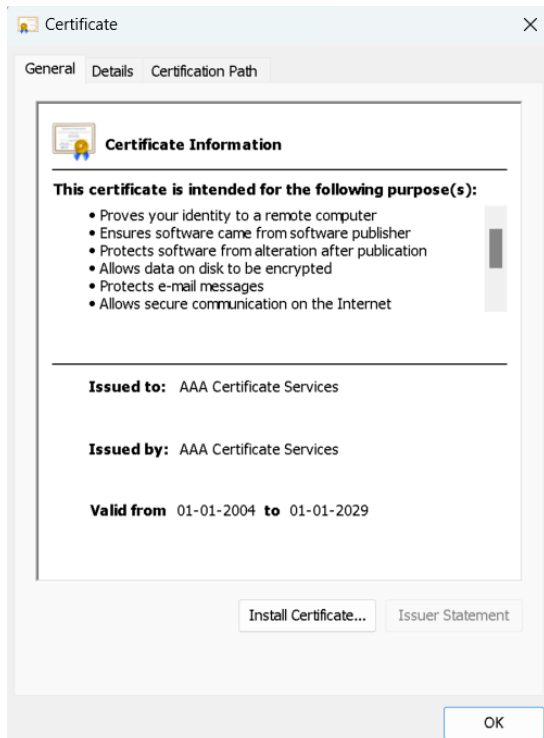 Certificate
General Details Certification Path
Certificate Information
This certificate is intended for the following purpose(s):
• Proves your identity to a remote computer
• Ensures software came from software publisher
• Protects software from alteration after publication
• Allows data on disk to be encrypted
• Protects e-mail messages
• Allows secure communication on the Internet
Issued to: AAA Certificate Services
Issued by: AAA Certificate Services
Valid from 01-01-2004 to 01-01-2029
Install Certificate... Issuer Statement
OK